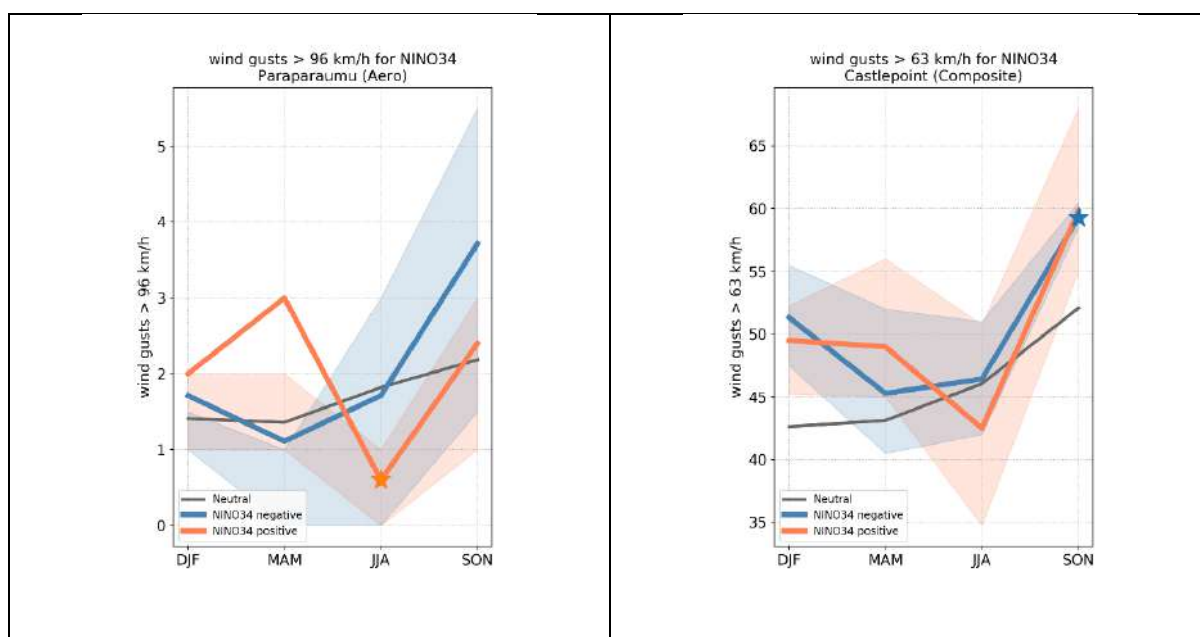 wind gusts > 96 km/h for NINO34
Paraparaumu (Aero)
wind gusts > 96 km/h
5
4
3
2
1
0
Neutral
NINO34 negative
NINO34 positive
DJF MAM JJA SON
wind gusts > 63 km/h for NINO34
Castlepoint (Composite)
wind gusts > 63 km/h
65
60
55
50
45
40
35
Neutral
NINO34 negative
NINO34 positive
DJF MAM JJA SON